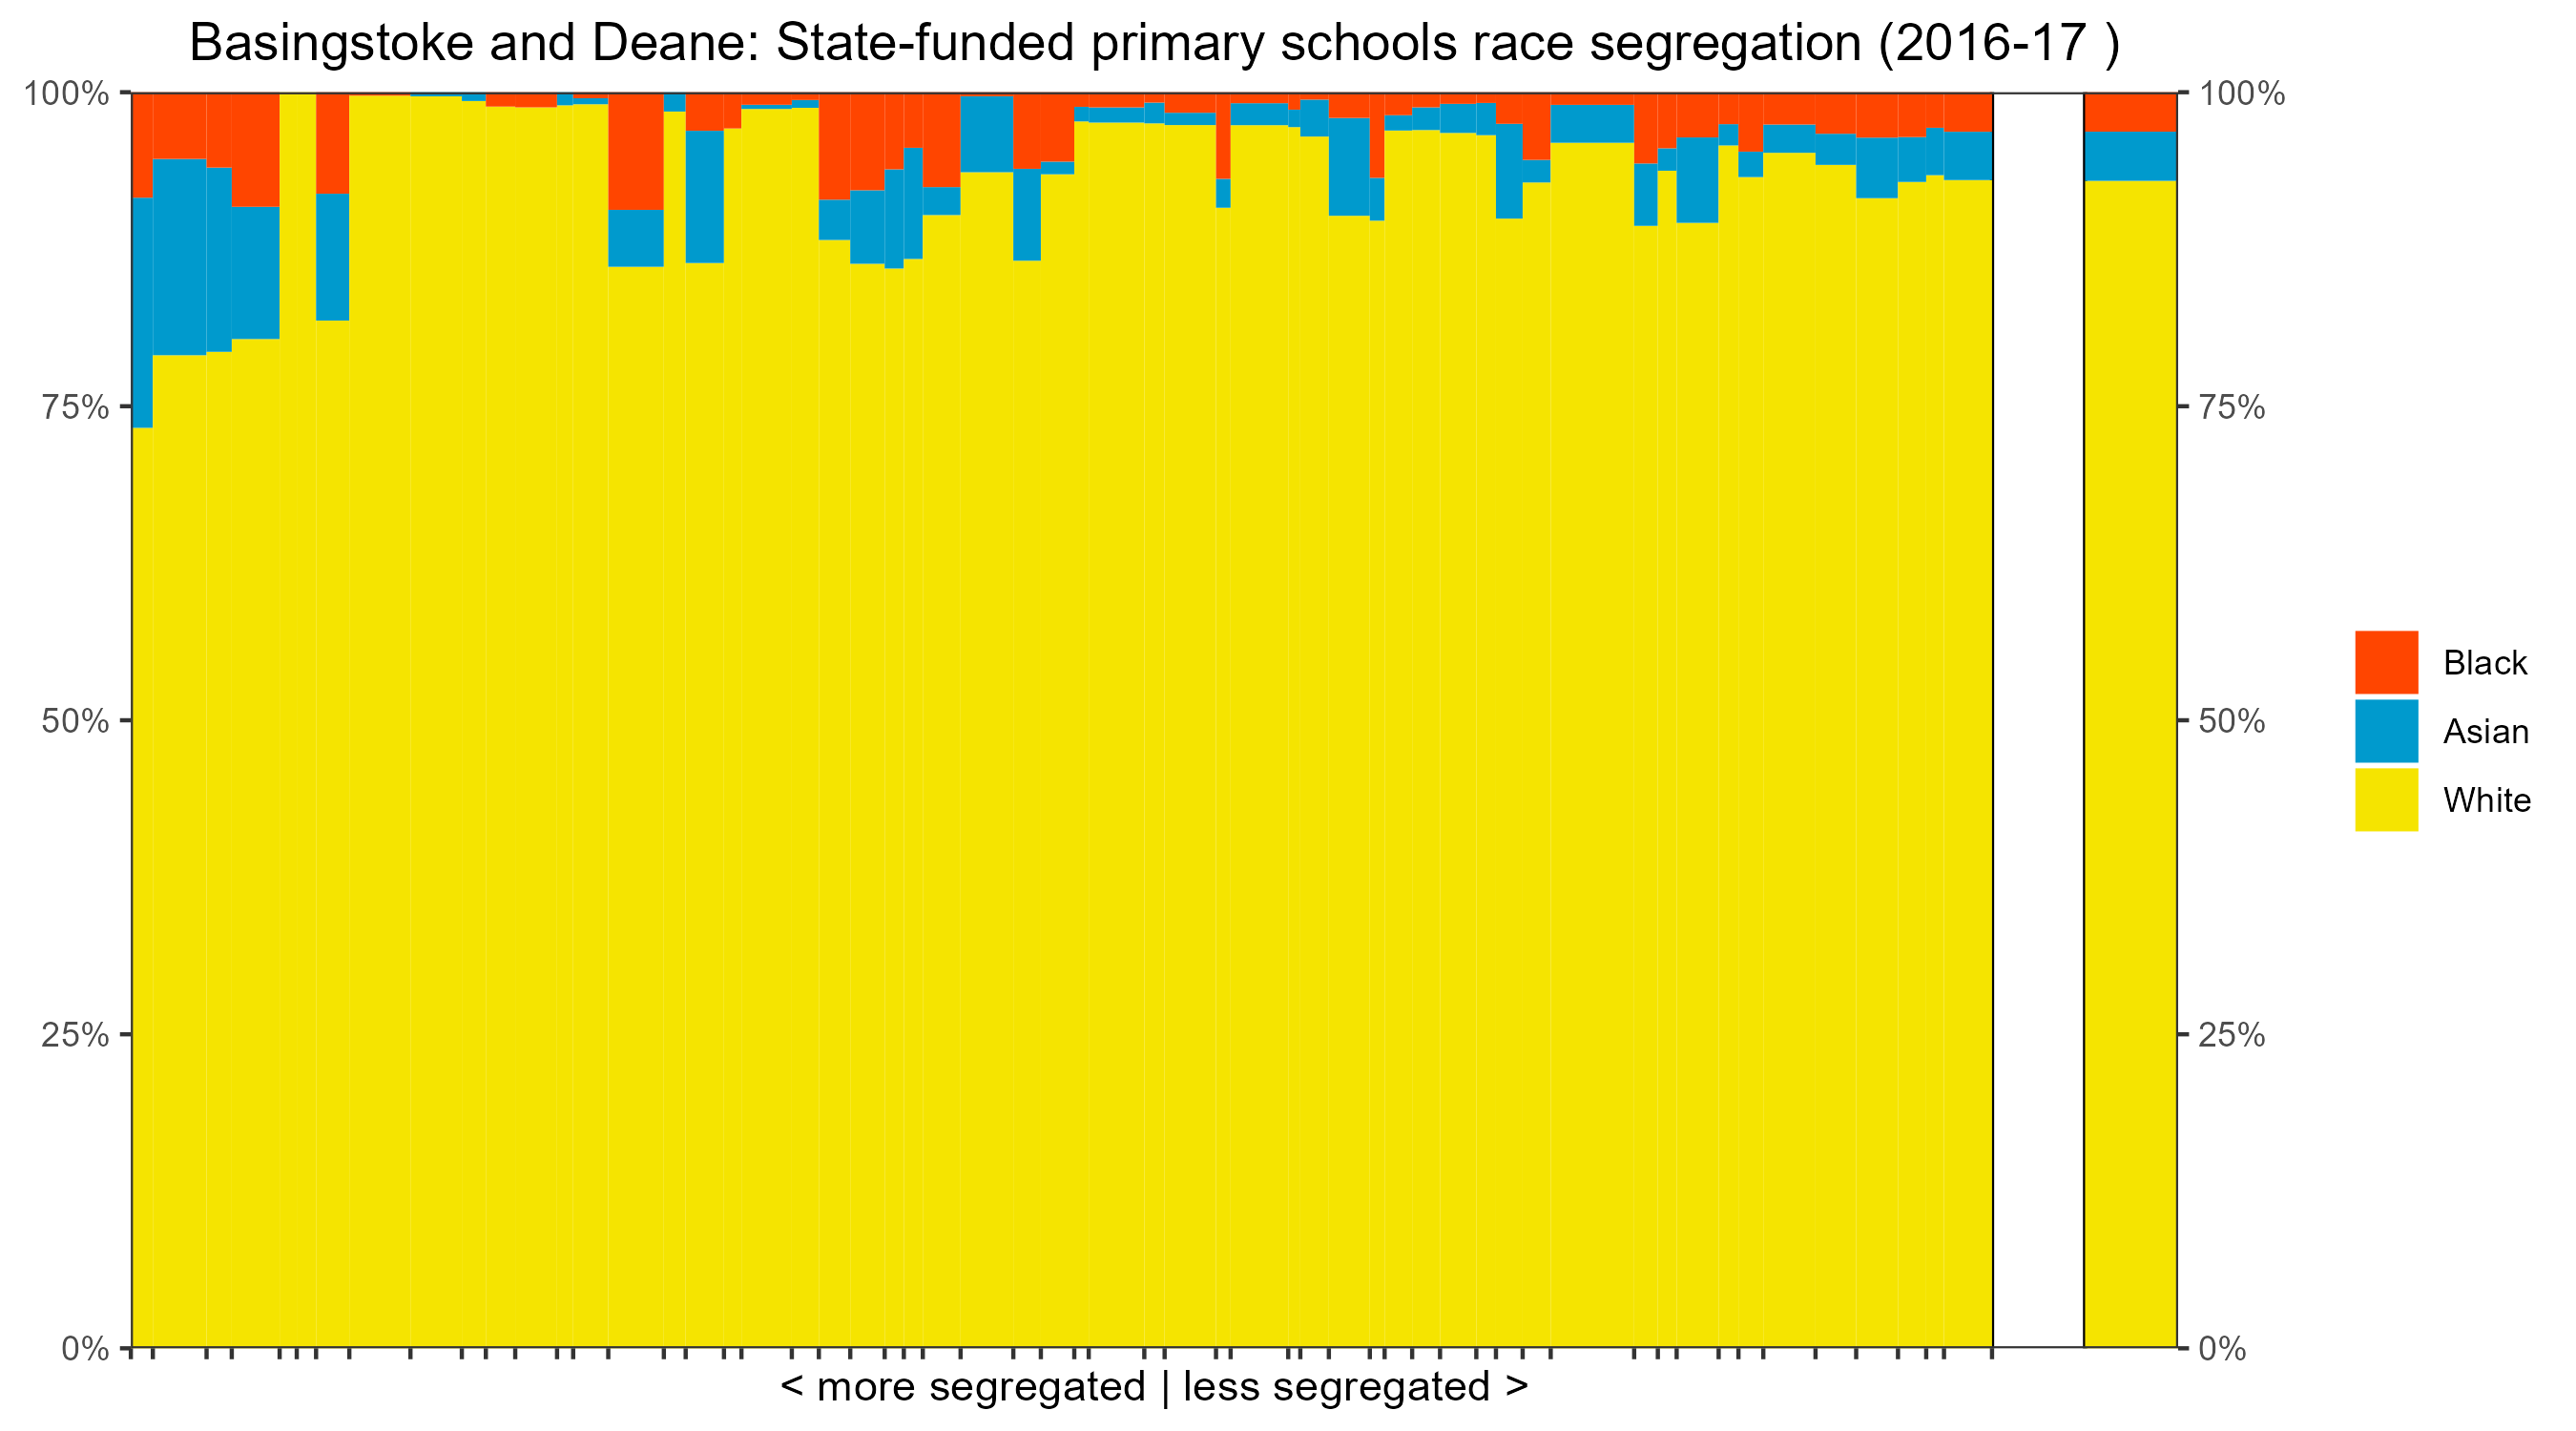 Basingstoke and Deane: State-funded primary schools race segregation (2016-17 )
100%
75%
50%
25%
0%
100%
75%
50%
25%
0%
Black
Asian
White
< more segregated | less segregated >